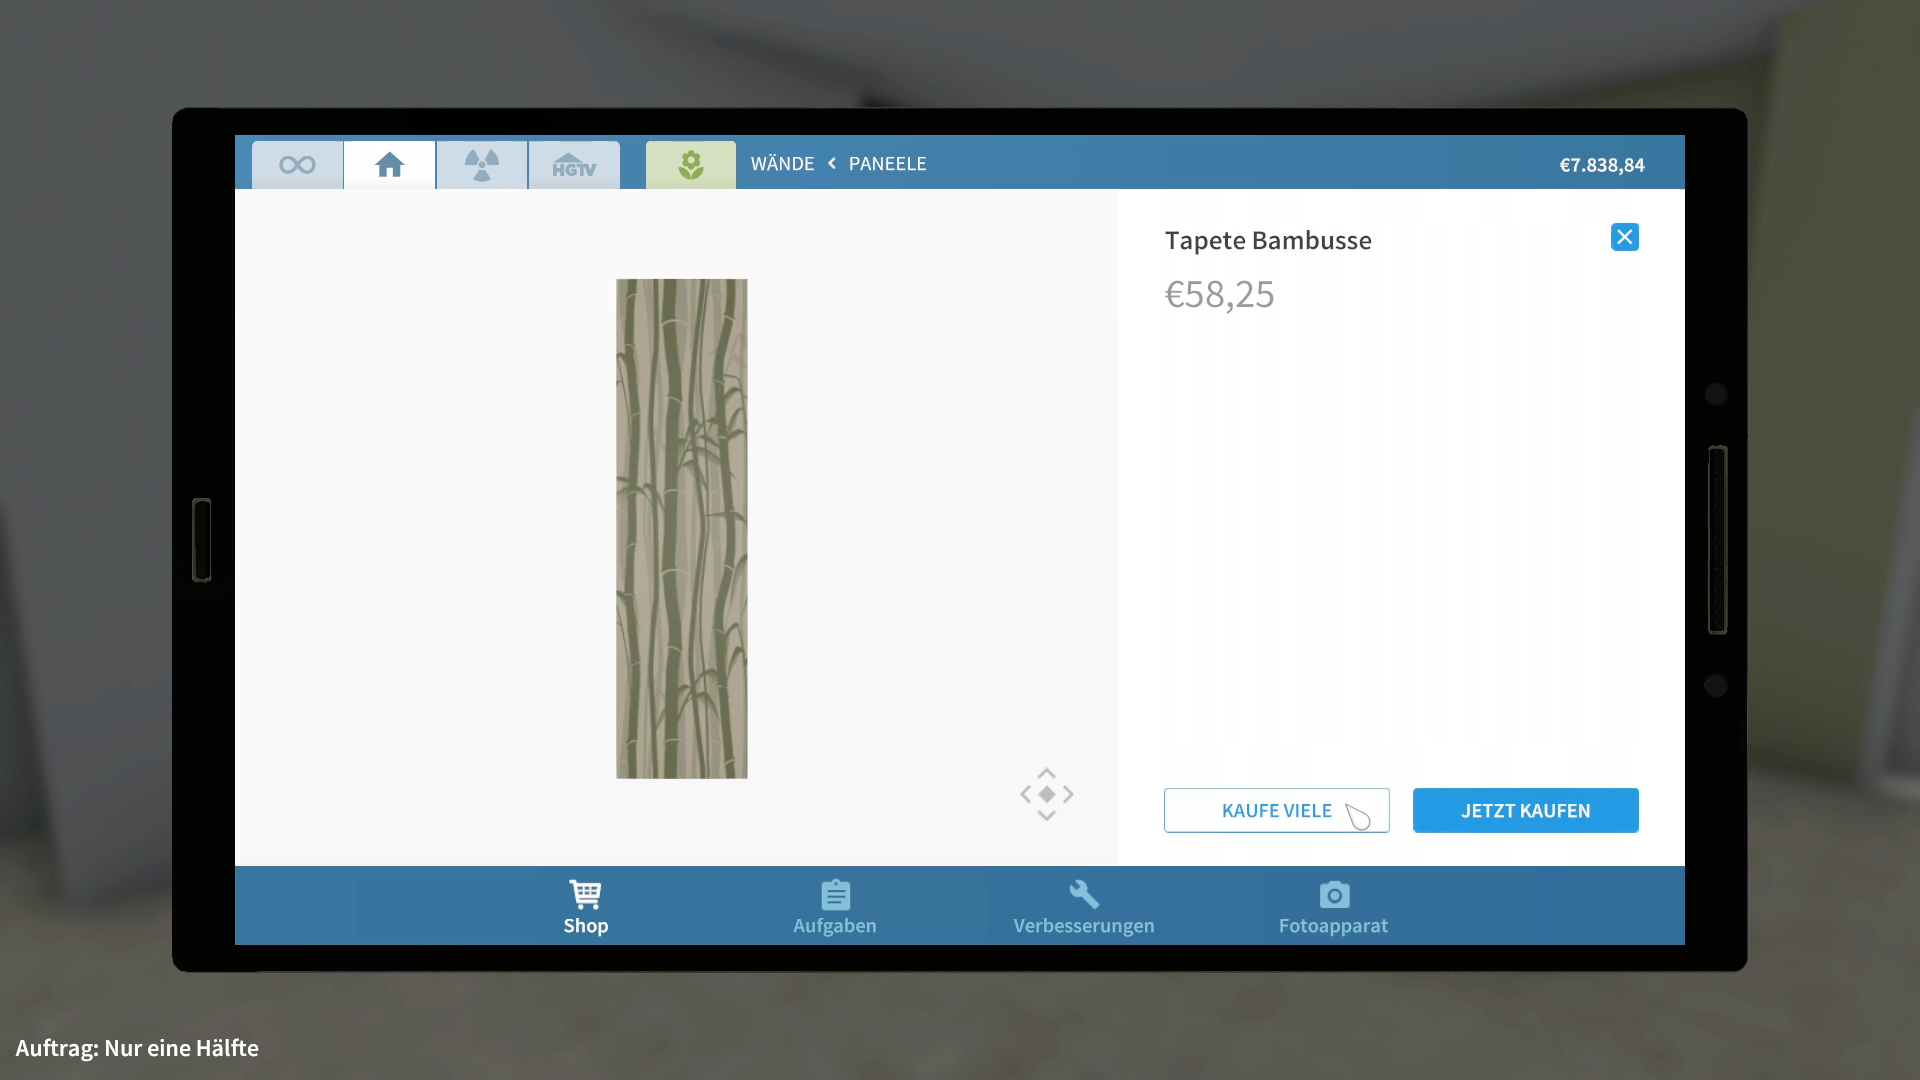 HGTV
WÄNDE < PANEELE
€7.838,84
Tapete Bambusse
€58,25
KAUFE VIELE
JETZT KAUFEN
Shop
Aufgaben
Verbesserungen
Fotoapparat
Auftrag: Nur eine Hälfte